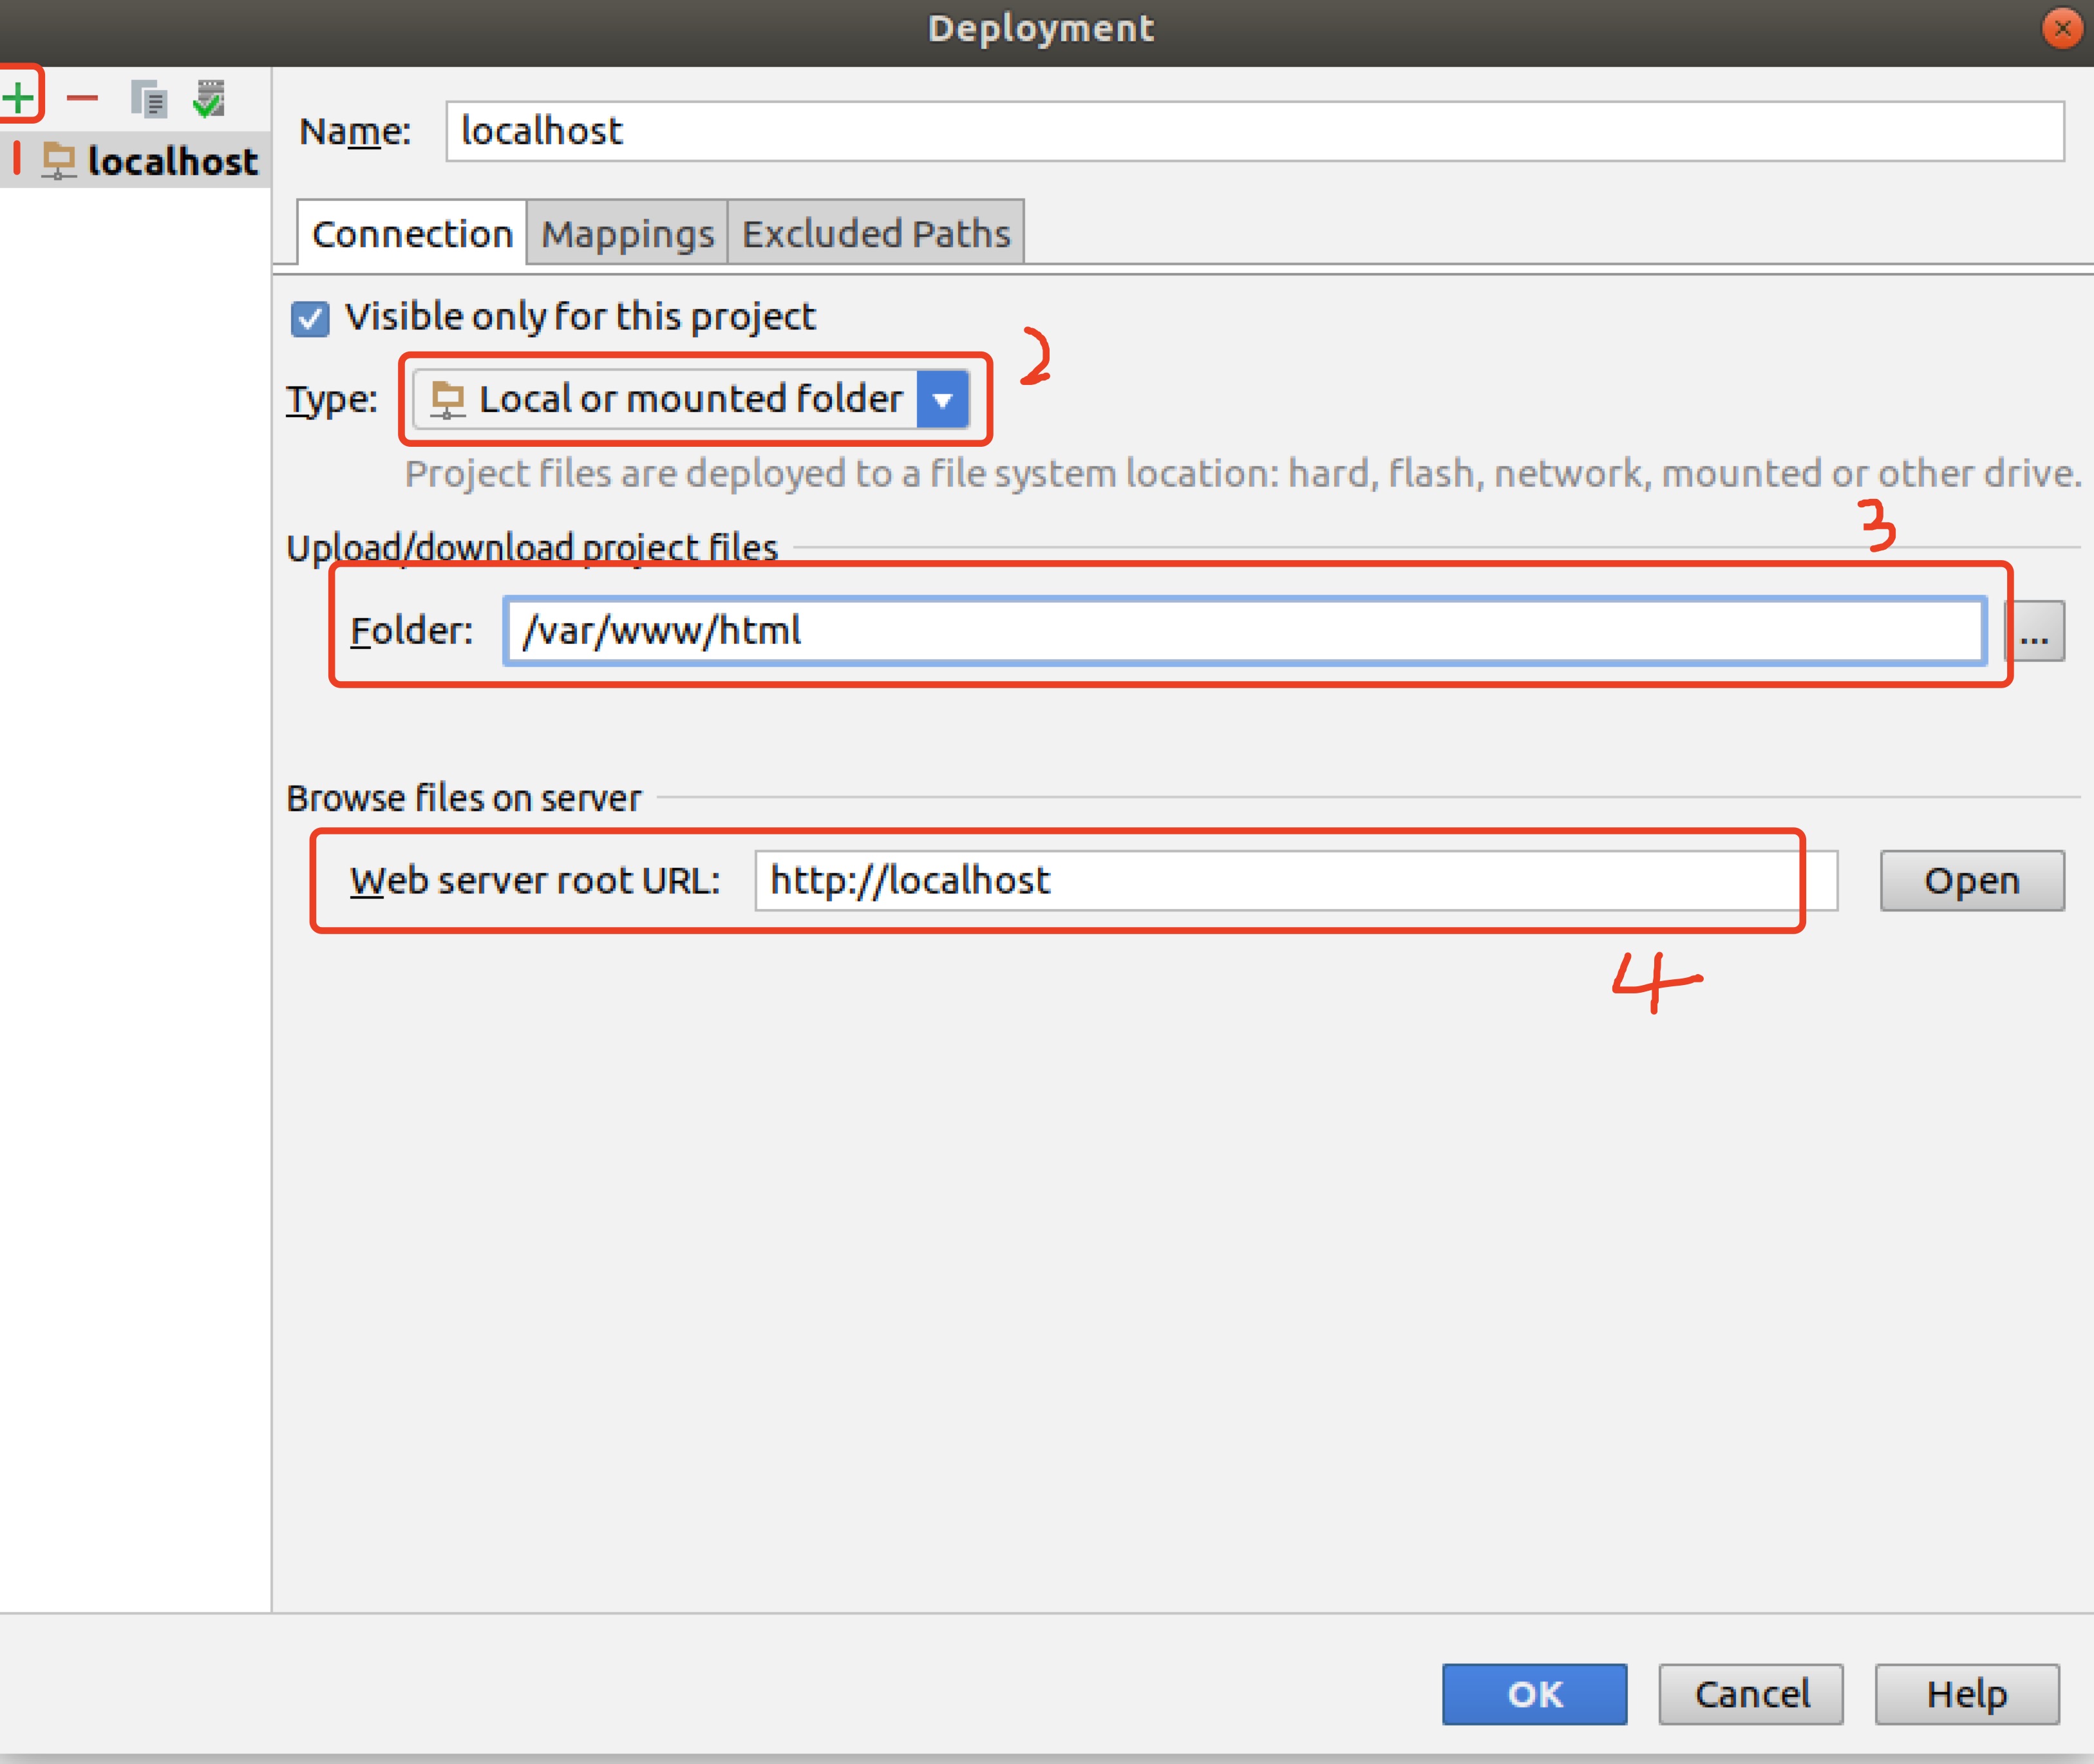 Deployment
1
localhost
Name: localhost
Connection Mappings Excluded Paths
Visible only for this project
2
Type: Local or mounted folder
Project files are deployed to a file system location: hard, flash, network, mounted or other drive.
3
Upload/download project files
Folder: /var/www/html ...
Browse files on server
Web server root URL: http://localhost Open
4
OK Cancel Help